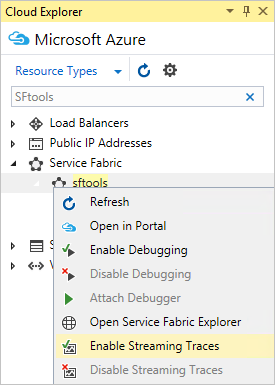 Cloud Explorer
Microsoft Azure
Resource Types
SFtools
Load Balancers
Public IP Addresses
Service Fabric
sftools
Refresh
Open in Portal
Enable Debugging
Disable Debugging
Attach Debugger
Open Service Fabric Explorer
Enable Streaming Traces
Disable Streaming Traces
S
V